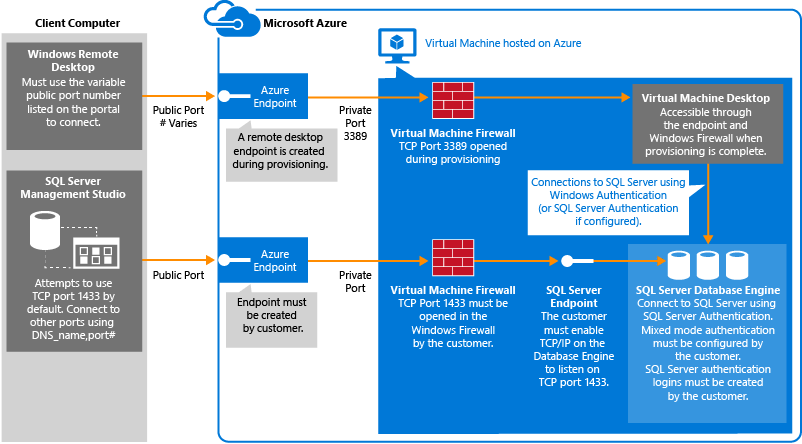 Client Computer
Microsoft Azure
Virtual Machine hosted on Azure
Windows Remote
Desktop
Must use the variable
public port number
listed on the portal
to connect.
Public Port
# Varies
Azure
Endpoint
A remote desktop
endpoint is created
during provisioning.
Private
Port
3389
Virtual Machine Firewall
TCP Port 3389 opened
during provisioning
Virtual Machine Desktop
Accessible through
the endpoint and
Windows Firewall when
provisioning is complete.
Connections to SQL Server using
Windows Authentication
(or SQL Server Authentication
if configured).
SQL Server
Management Studio
Attempts to use
TCP port 1433 by
default. Connect to
other ports using
DNS_name,port#
Public Port
Azure
Endpoint
Endpoint must
be created
by customer.
Private
Port
Virtual Machine Firewall
TCP Port 1433 must be
opened in the
Windows Firewall
by the customer.
SQL Server
Endpoint
The customer
must enable
TCP/IP on the
Database Engine
to listen on
TCP port 1433.
SQL Server Database Engine
Connect to SQL Server using
SQL Server Authentication.
Mixed mode authentication
must be configured by
the customer.
SQL Server authentication
logins must be created
by the customer.